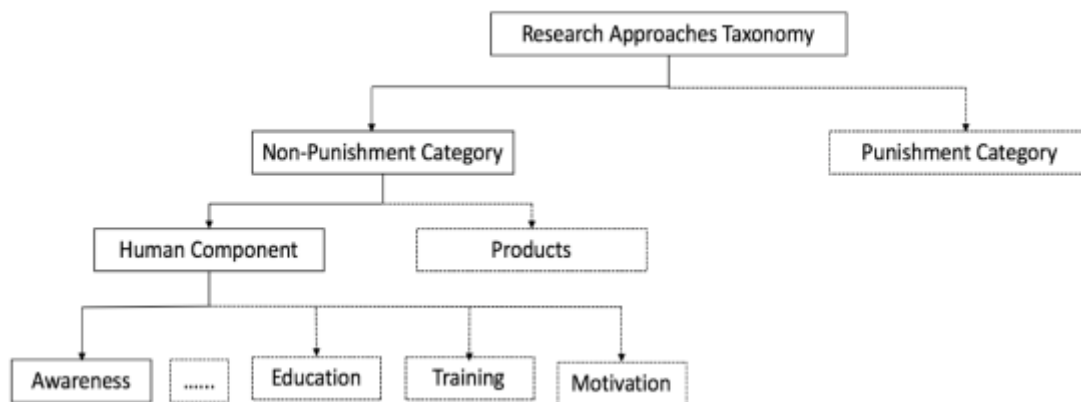 Research Approaches Taxonomy
Non-Punishment Category
Punishment Category
Human Component
Products
Awareness
......
Education
Training
Motivation